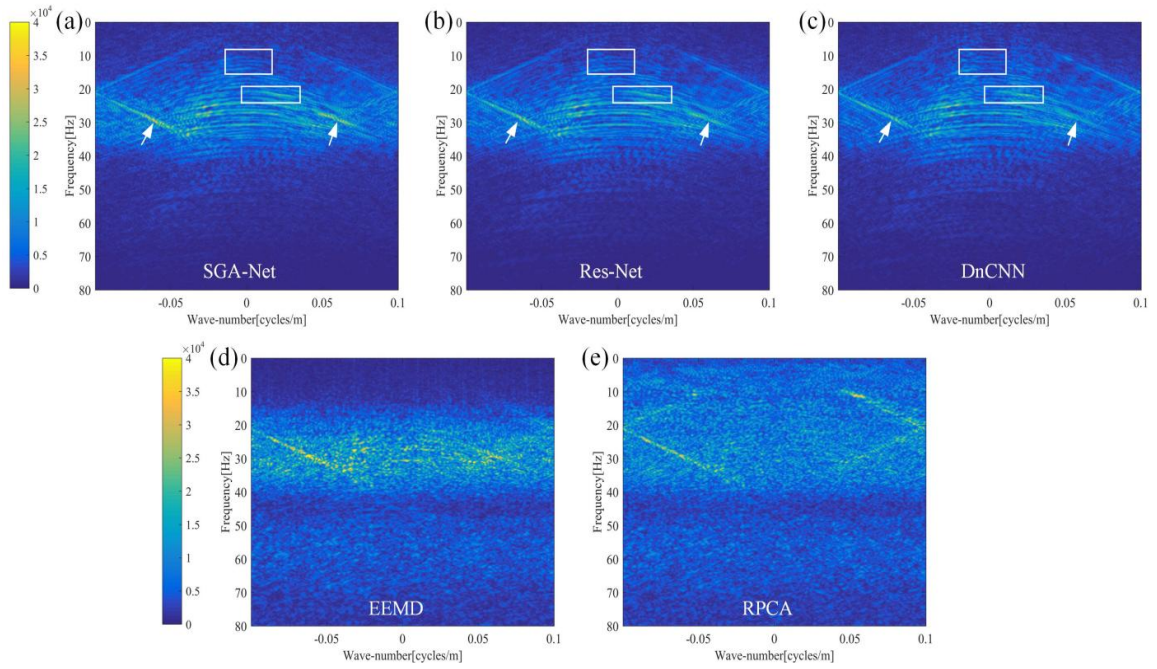 ×10⁴
4
3.5
3
2.5
2
1.5
1
0.5
0
(a)
0
10
20
30
40
50
60
70
80
Frequency[Hz]
SGA-Net
-0.05 0 0.05 0.1
Wave-number[cycles/m]
(b)
0
10
20
30
40
50
60
70
80
Frequency[Hz]
Res-Net
-0.05 0 0.05 0.1
Wave-number[cycles/m]
(c)
0
10
20
30
40
50
60
70
80
Frequency[Hz]
DnCNN
-0.05 0 0.05 0.1
Wave-number[cycles/m]
×10⁴
4
3.5
3
2.5
2
1.5
1
0.5
0
(d)
0
10
20
30
40
50
60
70
80
Frequency[Hz]
EEMD
-0.05 0 0.05 0.1
Wave-number[cycles/m]
(e)
0
10
20
30
40
50
60
70
80
Frequency[Hz]
RPCA
-0.05 0 0.05 0.1
Wave-number[cycles/m]